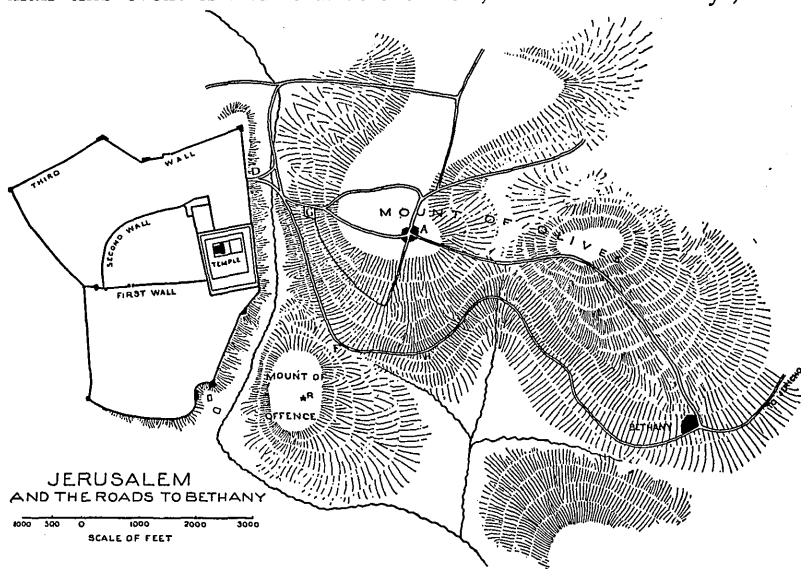 THIRD WALL
SECOND WALL
TEMPLE
FIRST WALL
D
G
MOUNT OF OLIVES
A
F
H
MOUNT OF
R
OFFENCE
BETHANY
TO JERICHO
JERUSALEM
AND THE ROADS TO BETHANY
1000 500 0 1000 2000 3000
SCALE OF FEET